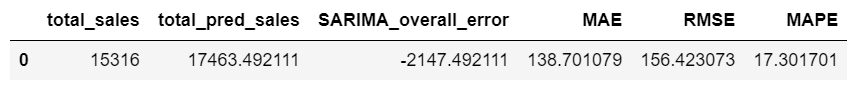 total_sales total_pred_sales SARIMA_overall_error MAE RMSE MAPE
0 15316 17463.492111 -2147.492111 138.701079 156.423073 17.301701